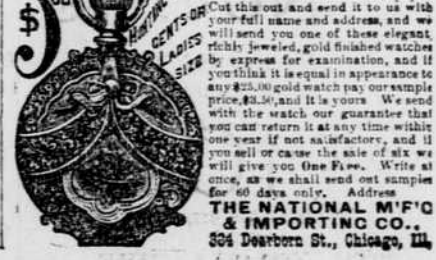 $3
HUNTING
GENTS OR
LADIES
SIZE
Cut this out and send it to us with
your full name and address, and we
will send you one of these elegant
richly jeweled, gold finished watches
by express for examination, and if
you think it is equal in appearance to
any $25.00 gold watch pay our sample
price, $3.50, and it is yours We send
with the watch our guarantee that
you can return it at any time within
one year if not satisfactory, and if
you sell or cause the sale of six we
will give you One Free. Write at
once, as we shall send out samples
for 60 days only. Address
THE NATIONAL M'F'G
& IMPORTING CO.,
334 Dearborn St., Chicago, Ill.